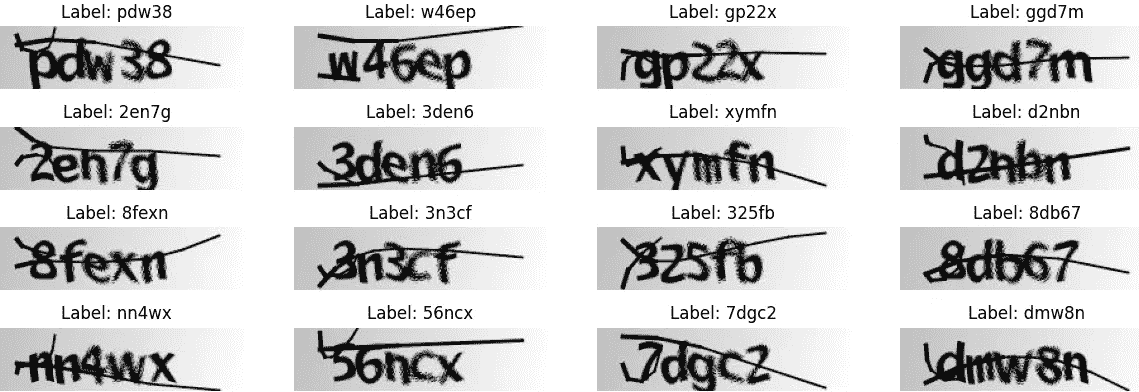 Label: pdw38 Label: w46ep Label: gp22x Label: ggd7m
pdw38 w46ep gp22x ggd7m
Label: 2en7g Label: 3den6 Label: xymfn Label: d2nbn
2en7g 3den6 xymfn d2nbn
Label: 8fexn Label: 3n3cf Label: 325fb Label: 8db67
8fexn 3n3cf 325fb 8db67
Label: nn4wx Label: 56ncx Label: 7dgc2 Label: dmw8n
nn4wx 56ncx 7dgc2 dmw8n